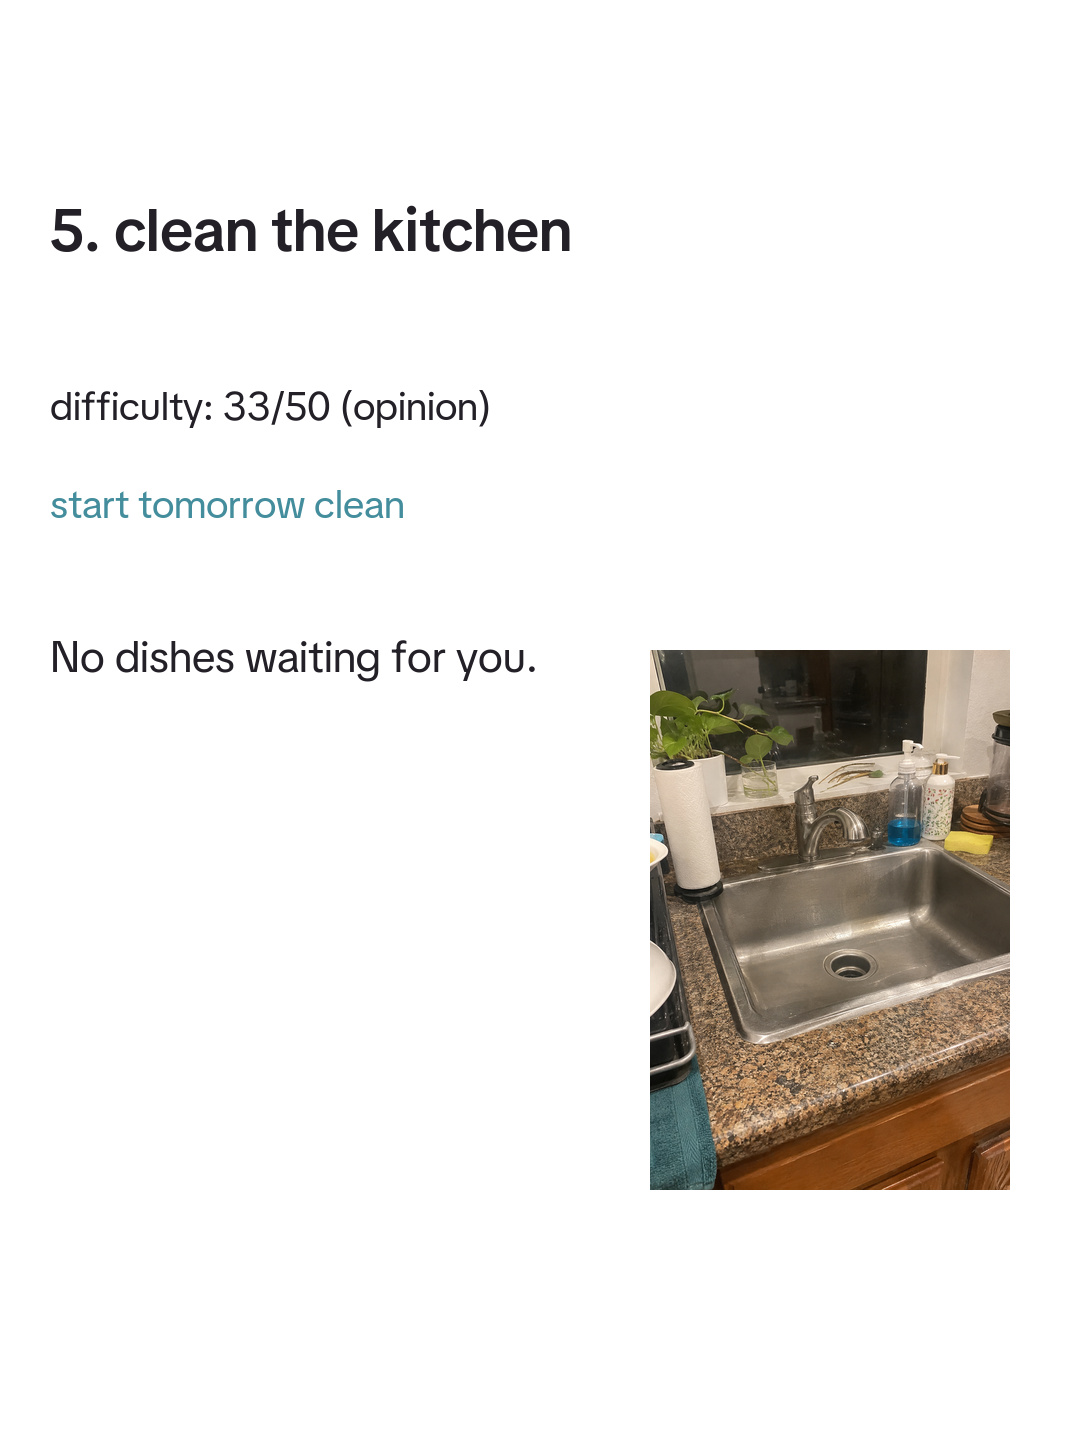 5. clean the kitchen
difficulty: 33/50 (opinion)
start tomorrow clean
No dishes waiting for you.